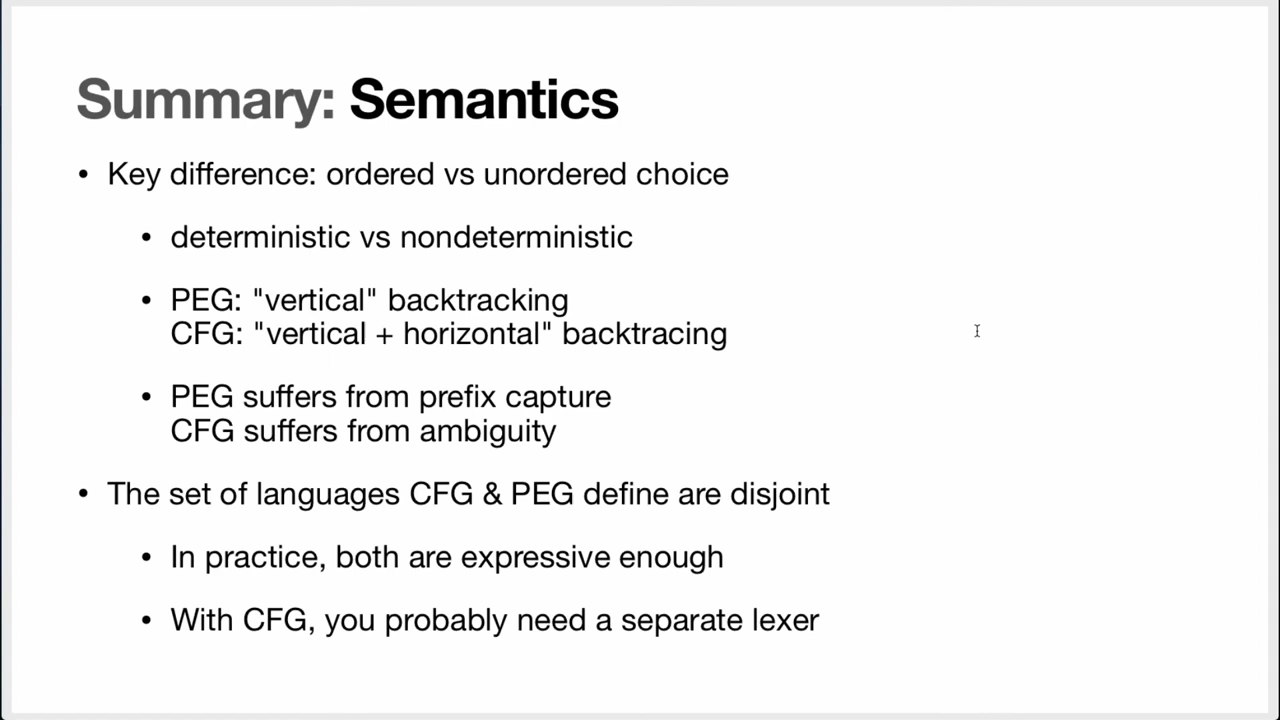 Summary: Semantics
• Key difference: ordered vs unordered choice
• deterministic vs nondeterministic
• PEG: "vertical" backtracking
CFG: "vertical + horizontal" backtracing
• PEG suffers from prefix capture
CFG suffers from ambiguity
• The set of languages CFG & PEG define are disjoint
• In practice, both are expressive enough
• With CFG, you probably need a separate lexer